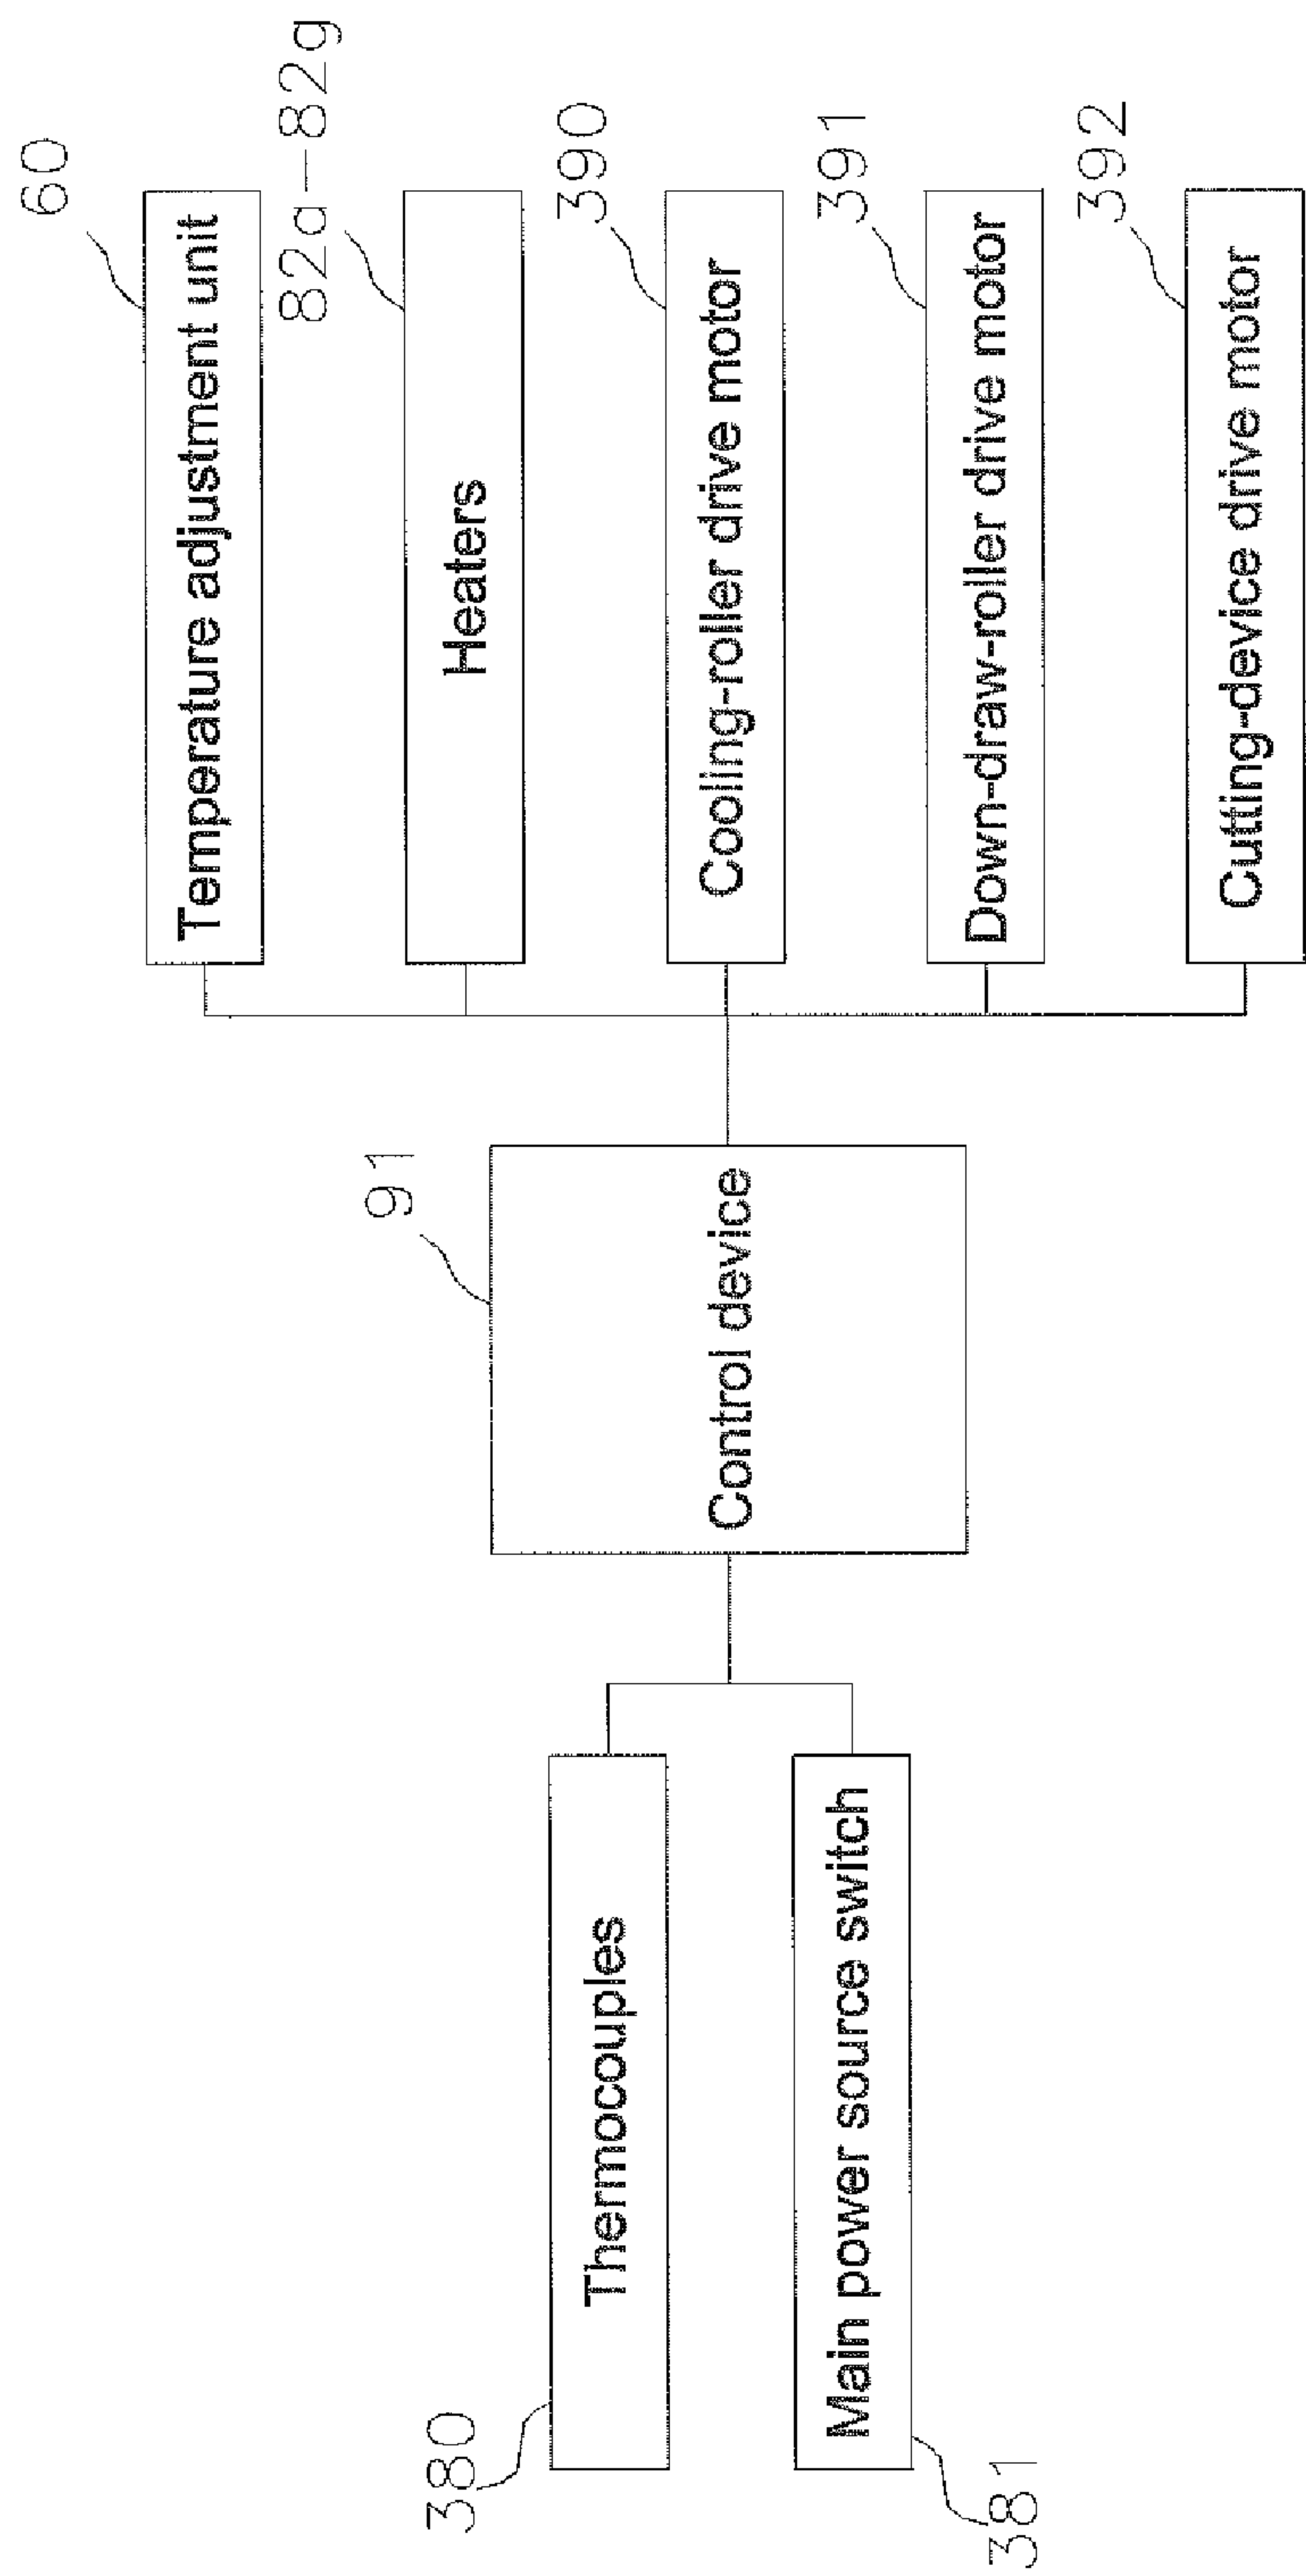 60
Temperature adjustment unit
82a-82g
Heaters
380
Thermocouples
91
Control device
390
Cooling-roller drive motor
381
Main power source switch
391
Down-draw-roller drive motor
392
Cutting-device drive motor